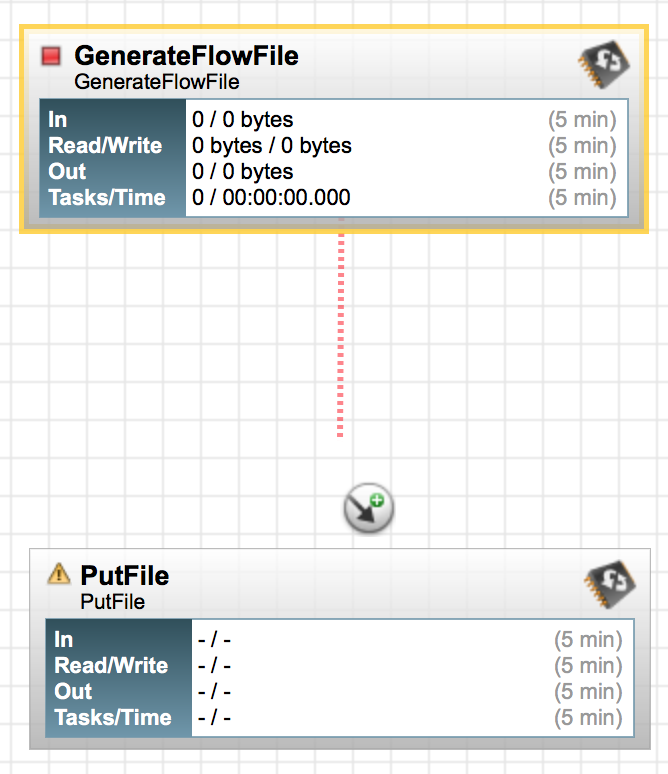 GenerateFlowFile
GenerateFlowFile
In 0 / 0 bytes (5 min)
Read/Write 0 bytes / 0 bytes (5 min)
Out 0 / 0 bytes (5 min)
Tasks/Time 0 / 00:00:00.000 (5 min)
PutFile
PutFile
In - / - (5 min)
Read/Write - / - (5 min)
Out - / - (5 min)
Tasks/Time - / - (5 min)